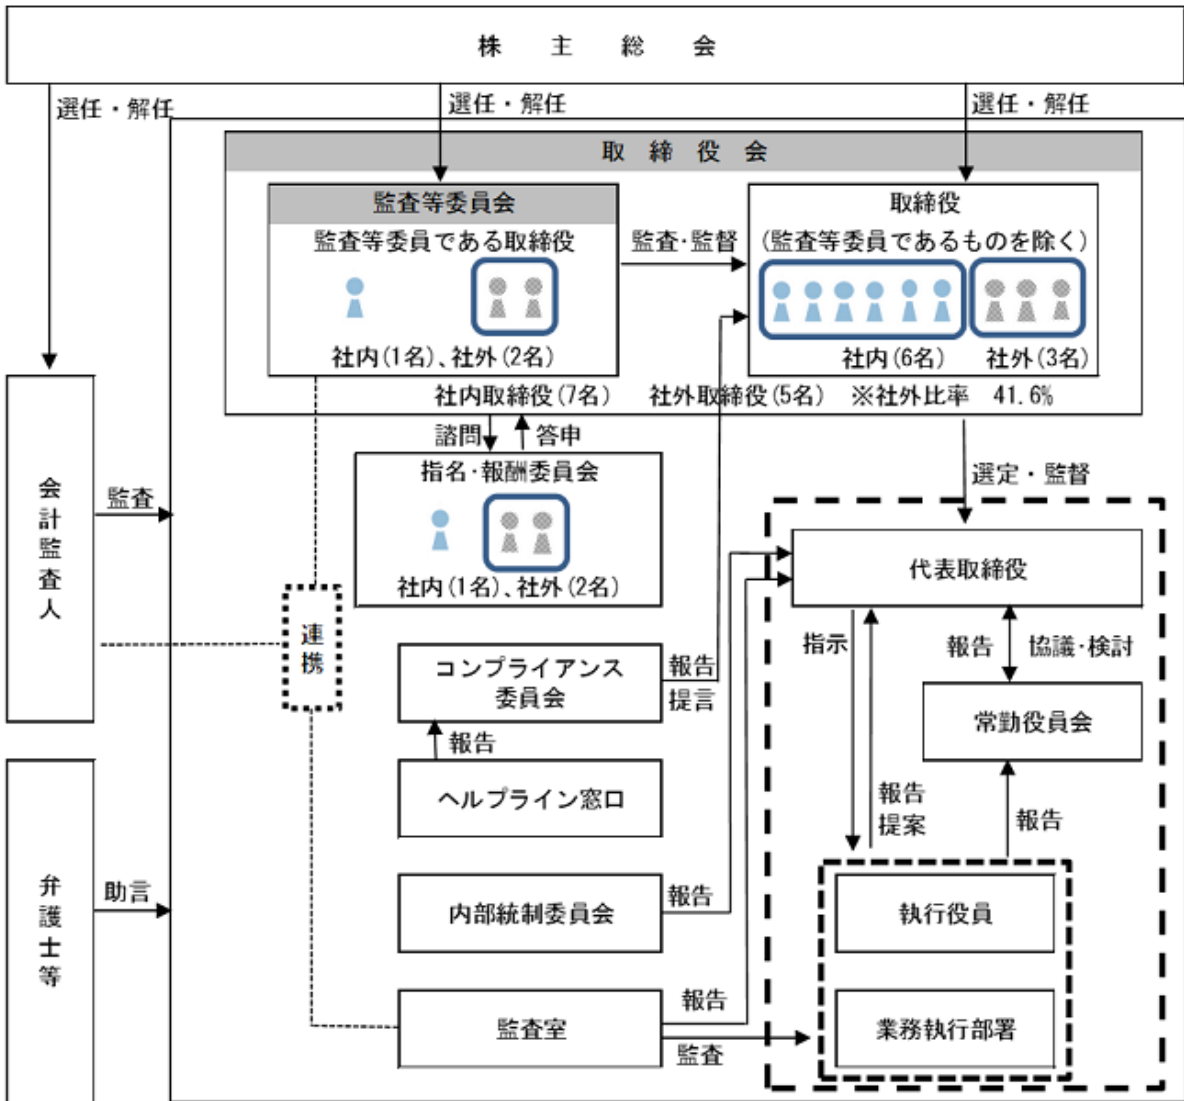 株主総会
選任・解任
選任・解任
選任・解任
取締役会
監査等委員会
監査等委員である取締役
社内(1名)、社外(2名)
監査・監督
取締役
(監査等委員であるものを除く)
社内(6名)
社外(3名)
社内取締役(7名) 社外取締役(5名) ※社外比率 41.6%
諮問
答申
指名・報酬委員会
社内(1名)、社外(2名)
選定・監督
会計監査人
監査
連携
代表取締役
指示
報告
協議・検討
コンプライアンス
委員会
報告
提言
常勤役員会
報告
ヘルプライン窓口
報告
提案
報告
弁護士等
助言
内部統制委員会
報告
執行役員
監査室
報告
監査
業務執行部署